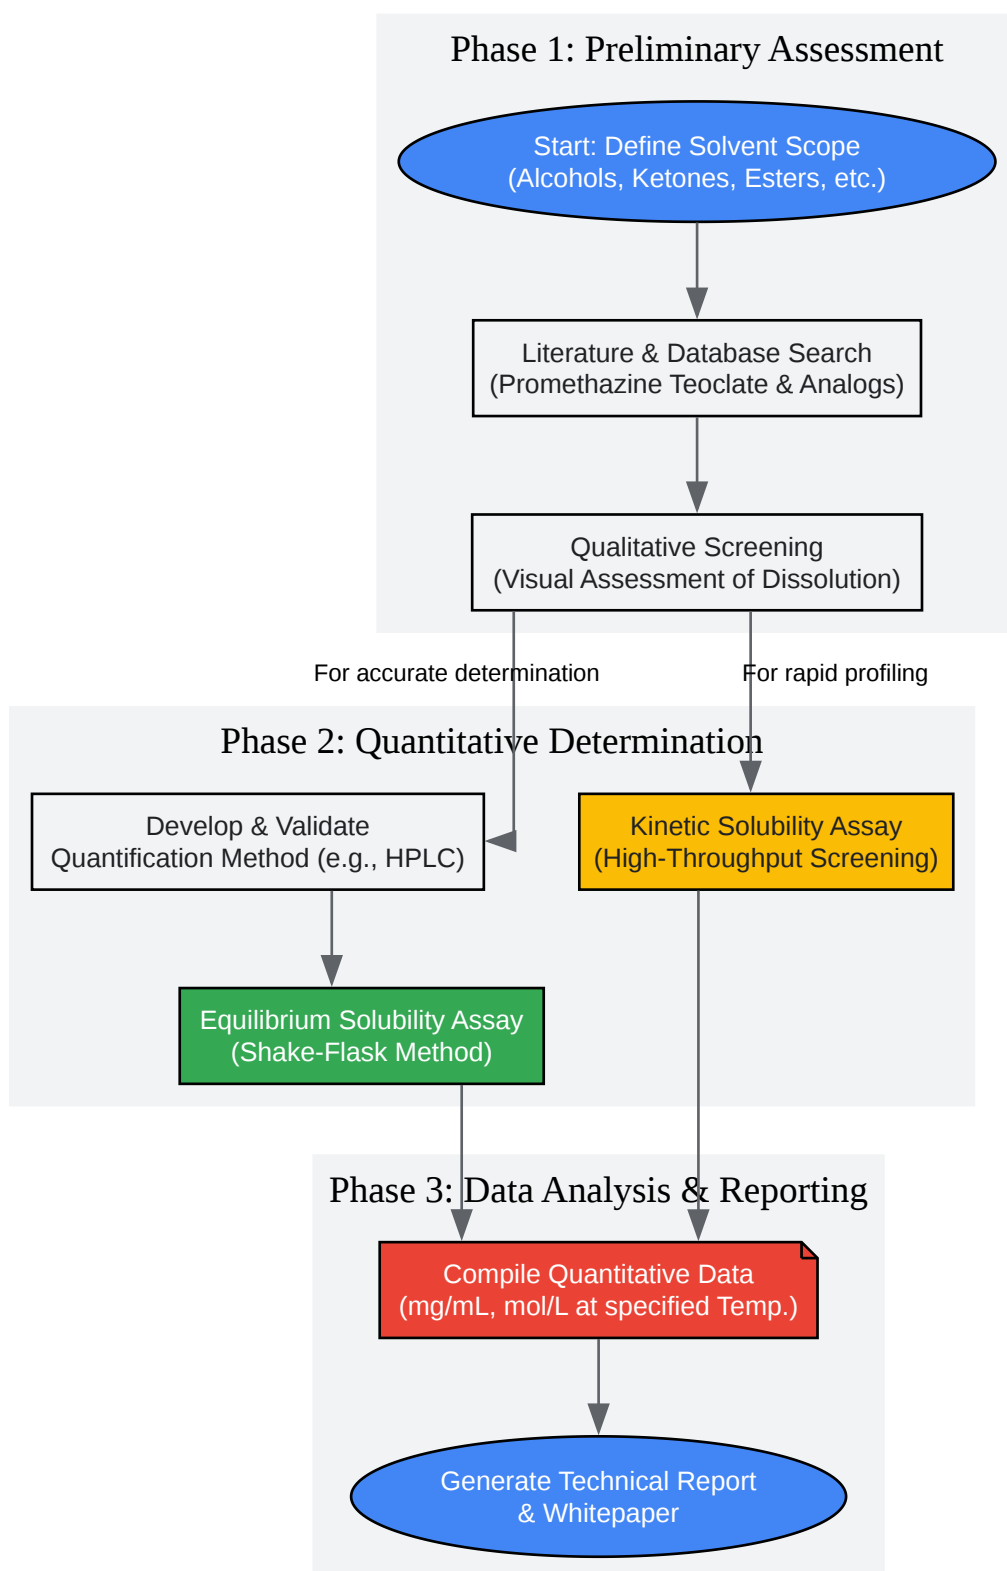 Phase 1: Preliminary Assessment
Start: Define Solvent Scope
(Alcohols, Ketones, Esters, etc.)
Literature & Database Search
(Promethazine Teoclate & Analogs)
Qualitative Screening
(Visual Assessment of Dissolution)
For accurate determination
For rapid profiling
Phase 2: Quantitative Determination
Develop & Validate
Quantification Method (e.g., HPLC)
Kinetic Solubility Assay
(High-Throughput Screening)
Equilibrium Solubility Assay
(Shake-Flask Method)
Phase 3: Data Analysis & Reporting
Compile Quantitative Data
(mg/mL, mol/L at specified Temp.)
Generate Technical Report
& Whitepaper